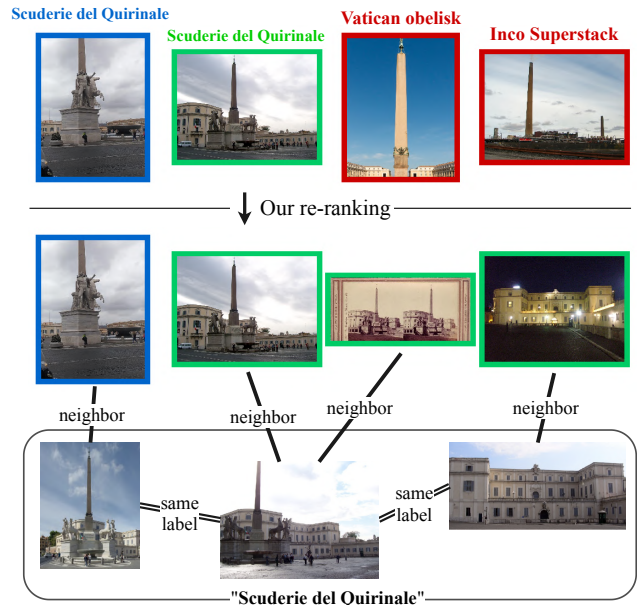 Scuderie del Quirinale
Scuderie del Quirinale
Vatican obelisk
Inco Superstack
Our re-ranking
neighbor
neighbor
neighbor
neighbor
same
label
same
label
"Scuderie del Quirinale"